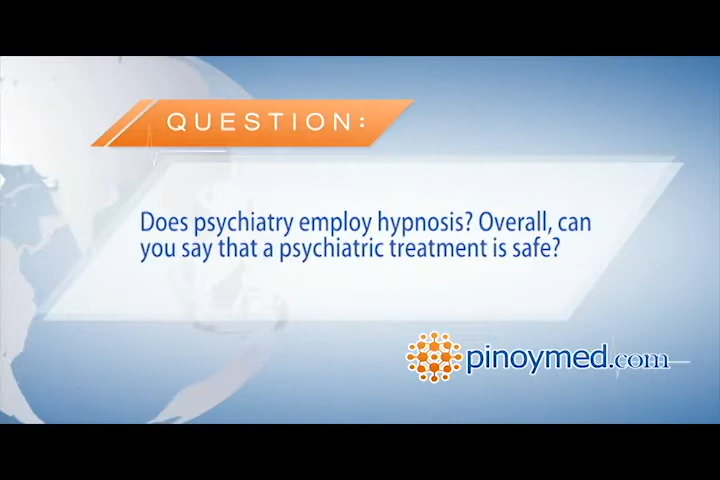 QUESTION:
Does psychiatry employ hypnosis? Overall, can
you say that a psychiatric treatment is safe?
pinoymed.com